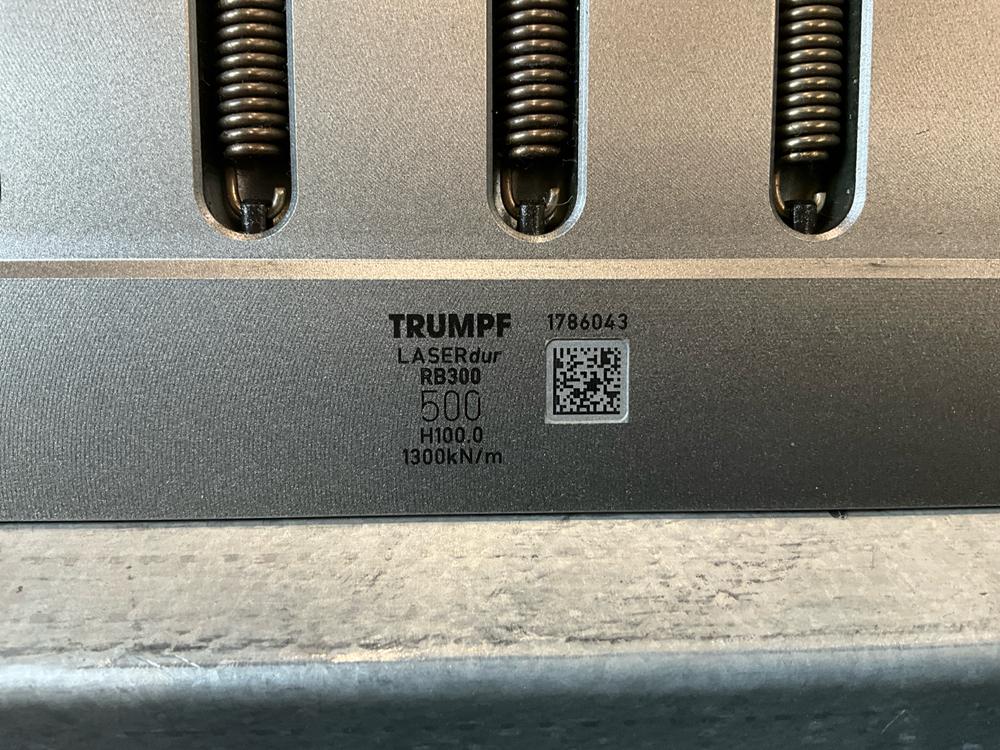 TRUMPF 1786043
LASERdur
RB300
500
H100.0
1300kN/m